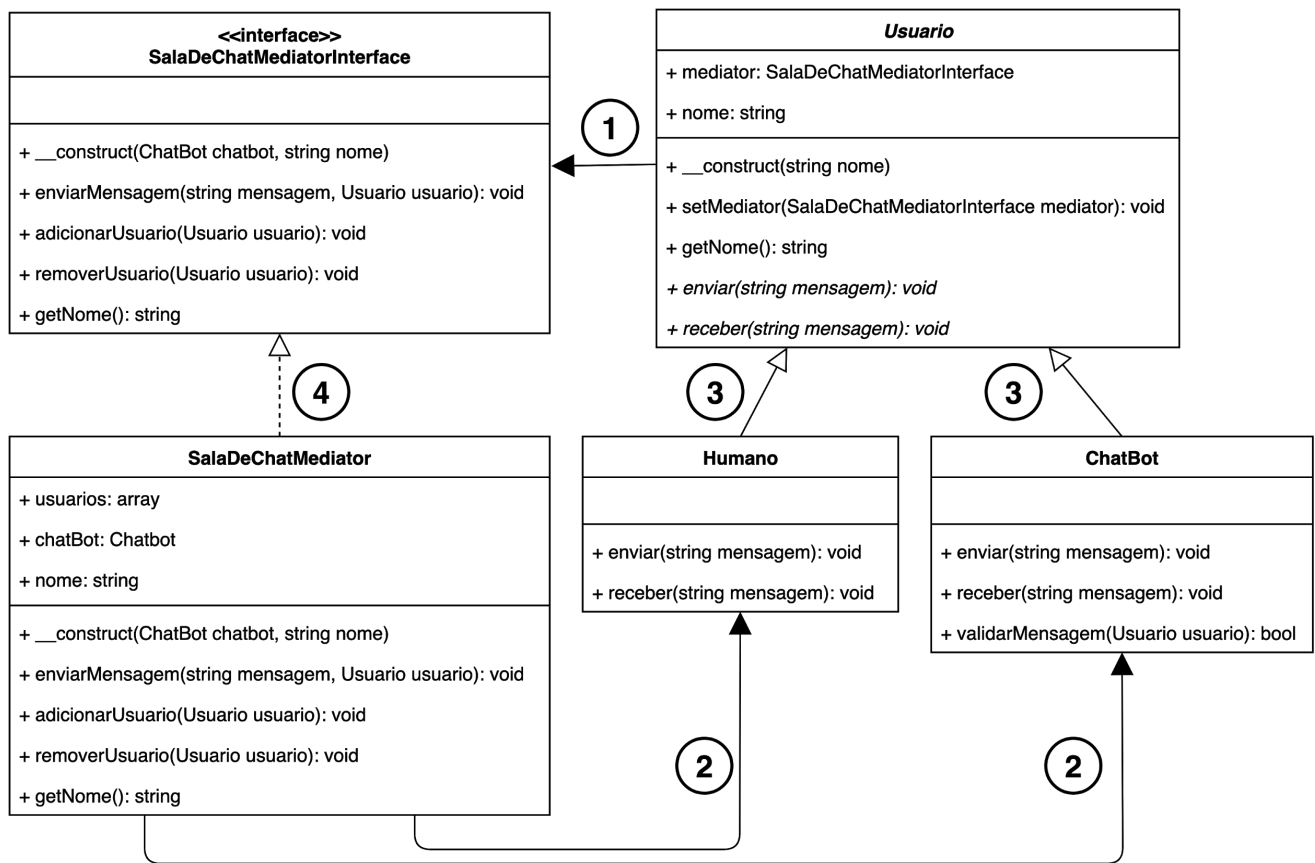 <<interface>>
SalaDeChatMediatorInterface
+ __construct(ChatBot chatbot, string nome)
+ enviarMensagem(string mensagem, Usuario usuario): void
+ adicionarUsuario(Usuario usuario): void
+ removerUsuario(Usuario usuario): void
+ getNome(): string
1
Usuario
+ mediator: SalaDeChatMediatorInterface
+ nome: string
+ __construct(string nome)
+ setMediator(SalaDeChatMediatorInterface mediator): void
+ getNome(): string
+ enviar(string mensagem): void
+ receber(string mensagem): void
4
3
3
SalaDeChatMediator
+ usuarios: array
+ chatBot: Chatbot
+ nome: string
+ __construct(ChatBot chatbot, string nome)
+ enviarMensagem(string mensagem, Usuario usuario): void
+ adicionarUsuario(Usuario usuario): void
+ removerUsuario(Usuario usuario): void
+ getNome(): string
Humano
+ enviar(string mensagem): void
+ receber(string mensagem): void
ChatBot
+ enviar(string mensagem): void
+ receber(string mensagem): void
+ validarMensagem(Usuario usuario): bool
2
2